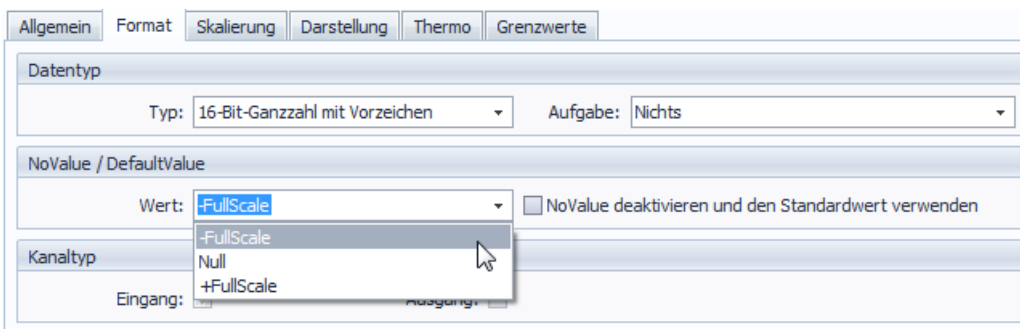 Allgemein Format Skalierung Darstellung Thermo Grenzwerte
Datentyp
Typ: 16-Bit-Ganzzahl mit Vorzeichen Aufgabe: Nichts
NoValue / DefaultValue
Wert: -FullScale NoValue deaktivieren und den Standardwert verwenden
-FullScale
Null
+FullScale
Kanaltyp
Eingang: Ausgang: